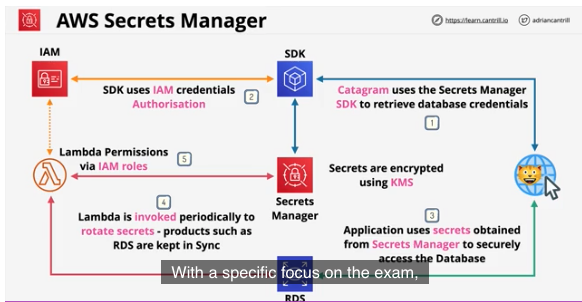 AWS Secrets Manager
https://learn.cantrill.io
adriancantrill
IAM
SDK
SDK uses IAM credentials
Authorisation
2
Catagram uses the Secrets Manager
SDK to retrieve database credentials
1
Lambda Permissions
via IAM roles
5
Secrets are encrypted
using KMS
Secrets
Manager
4
Lambda is invoked periodically to
rotate secrets - products such as
RDS are kept in Sync
3
Application uses secrets obtained
from Secrets Manager to securely
access the Database
With a specific focus on the exam,
RDS